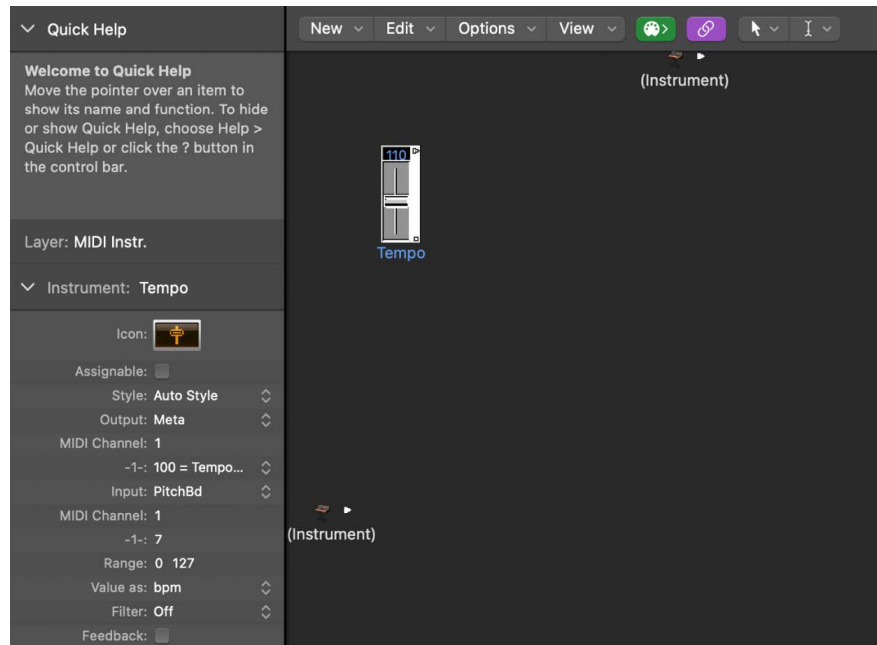 Quick Help
New Edit Options View
Welcome to Quick Help
Move the pointer over an item to
show its name and function. To hide
or show Quick Help, choose Help >
Quick Help or click the ? button in
the control bar.
(Instrument)
110
Tempo
Layer: MIDI Instr.
Instrument: Tempo
Icon:
Assignable:
Style: Auto Style
Output: Meta
MIDI Channel: 1
-1-: 100 = Tempo...
Input: PitchBd
MIDI Channel: 1
-1-: 7
(Instrument)
Range: 0 127
Value as: bpm
Filter: Off
Feedback: